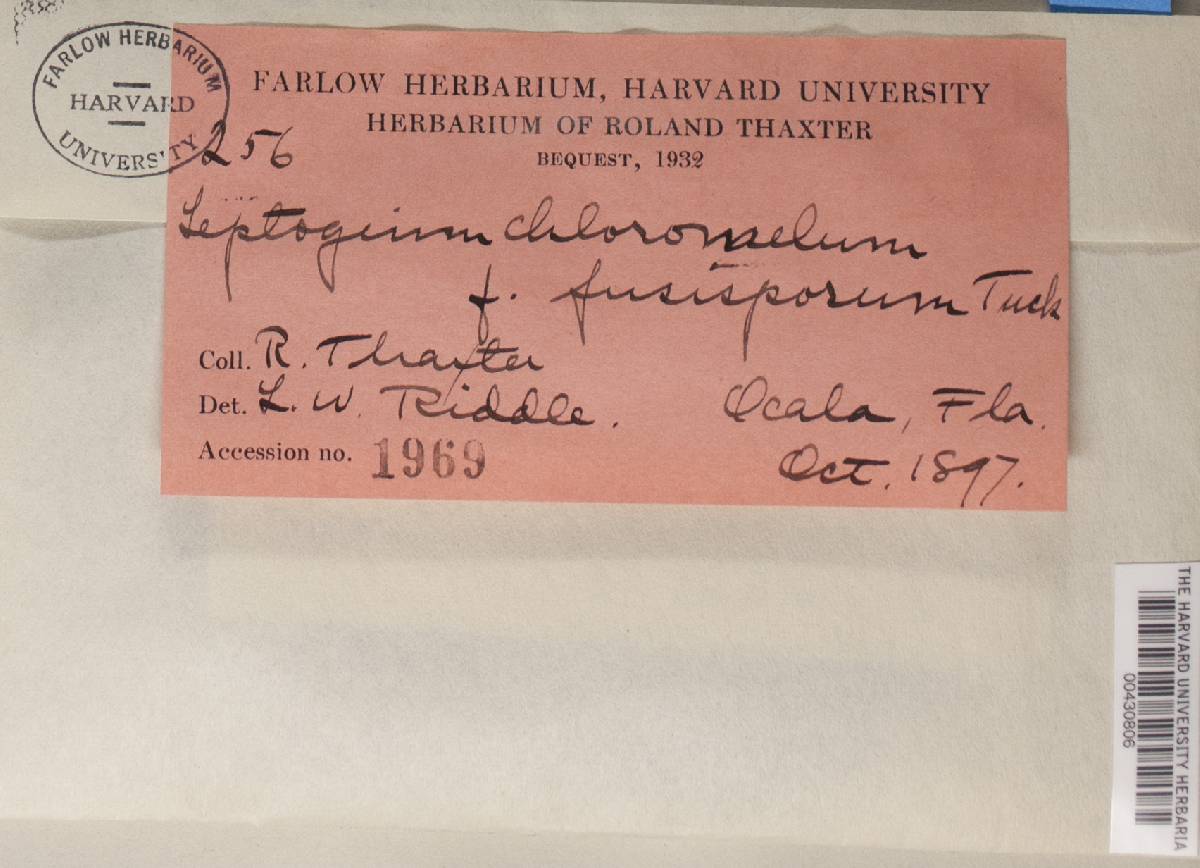 FARLOW HERBARIUM
HARVARD
UNIVERSITY
FARLOW HERBARIUM, HARVARD UNIVERSITY
HERBARIUM OF ROLAND THAXTER
BEQUEST, 1932
256
Leptogium chloromelum
f. fusisporum Tuck
Coll. R. Thaxter
Det. L. W. Riddle. Ocala, Fla.
Accession no. 1969 Oct. 1897.
THE HARVARD UNIVERSITY HERBARIA
00430806